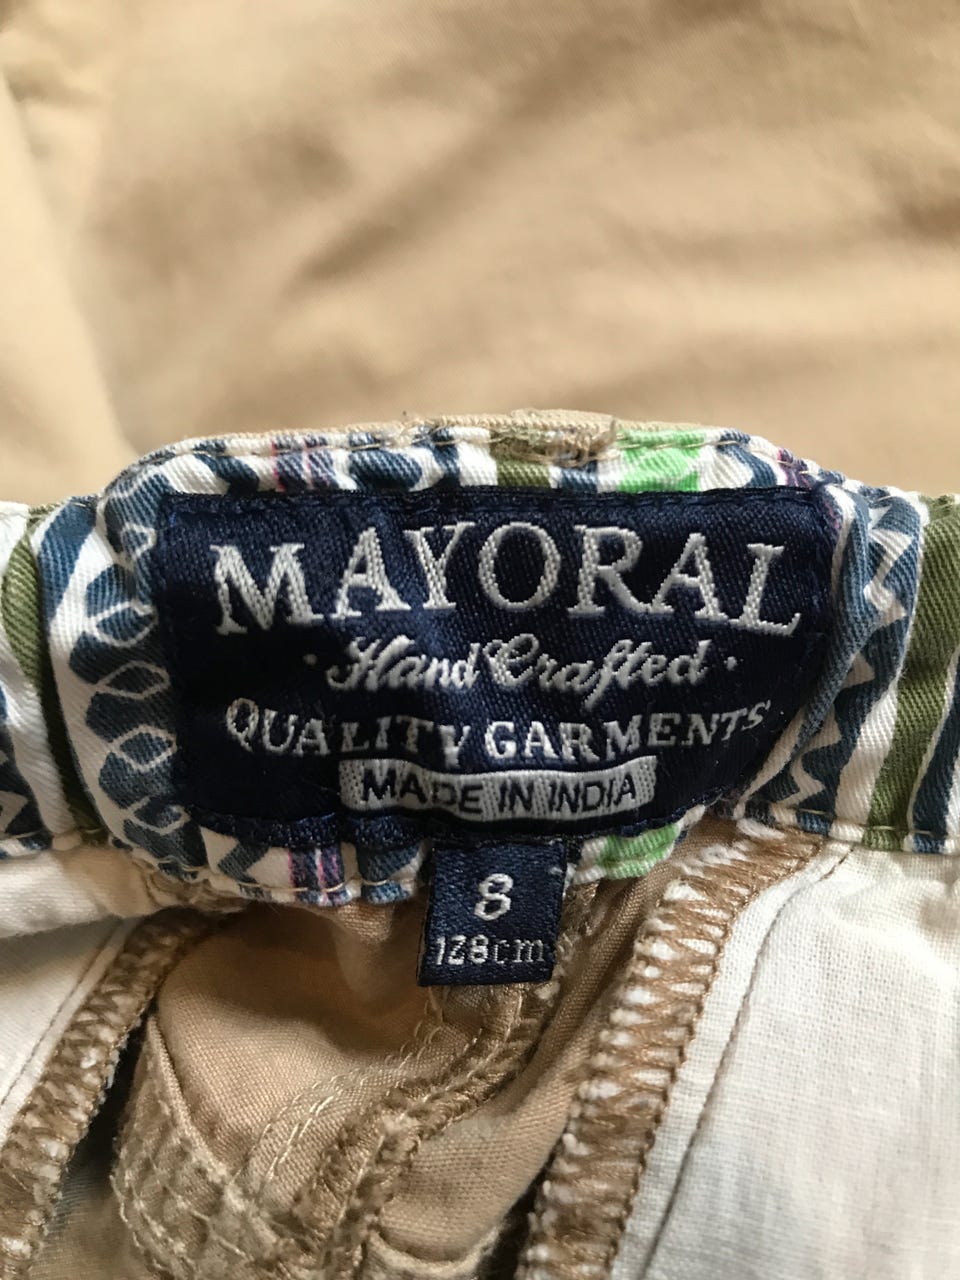 MAYORAL
· Hand Crafted ·
QUALITY GARMENTS
MADE IN INDIA
8
128cm